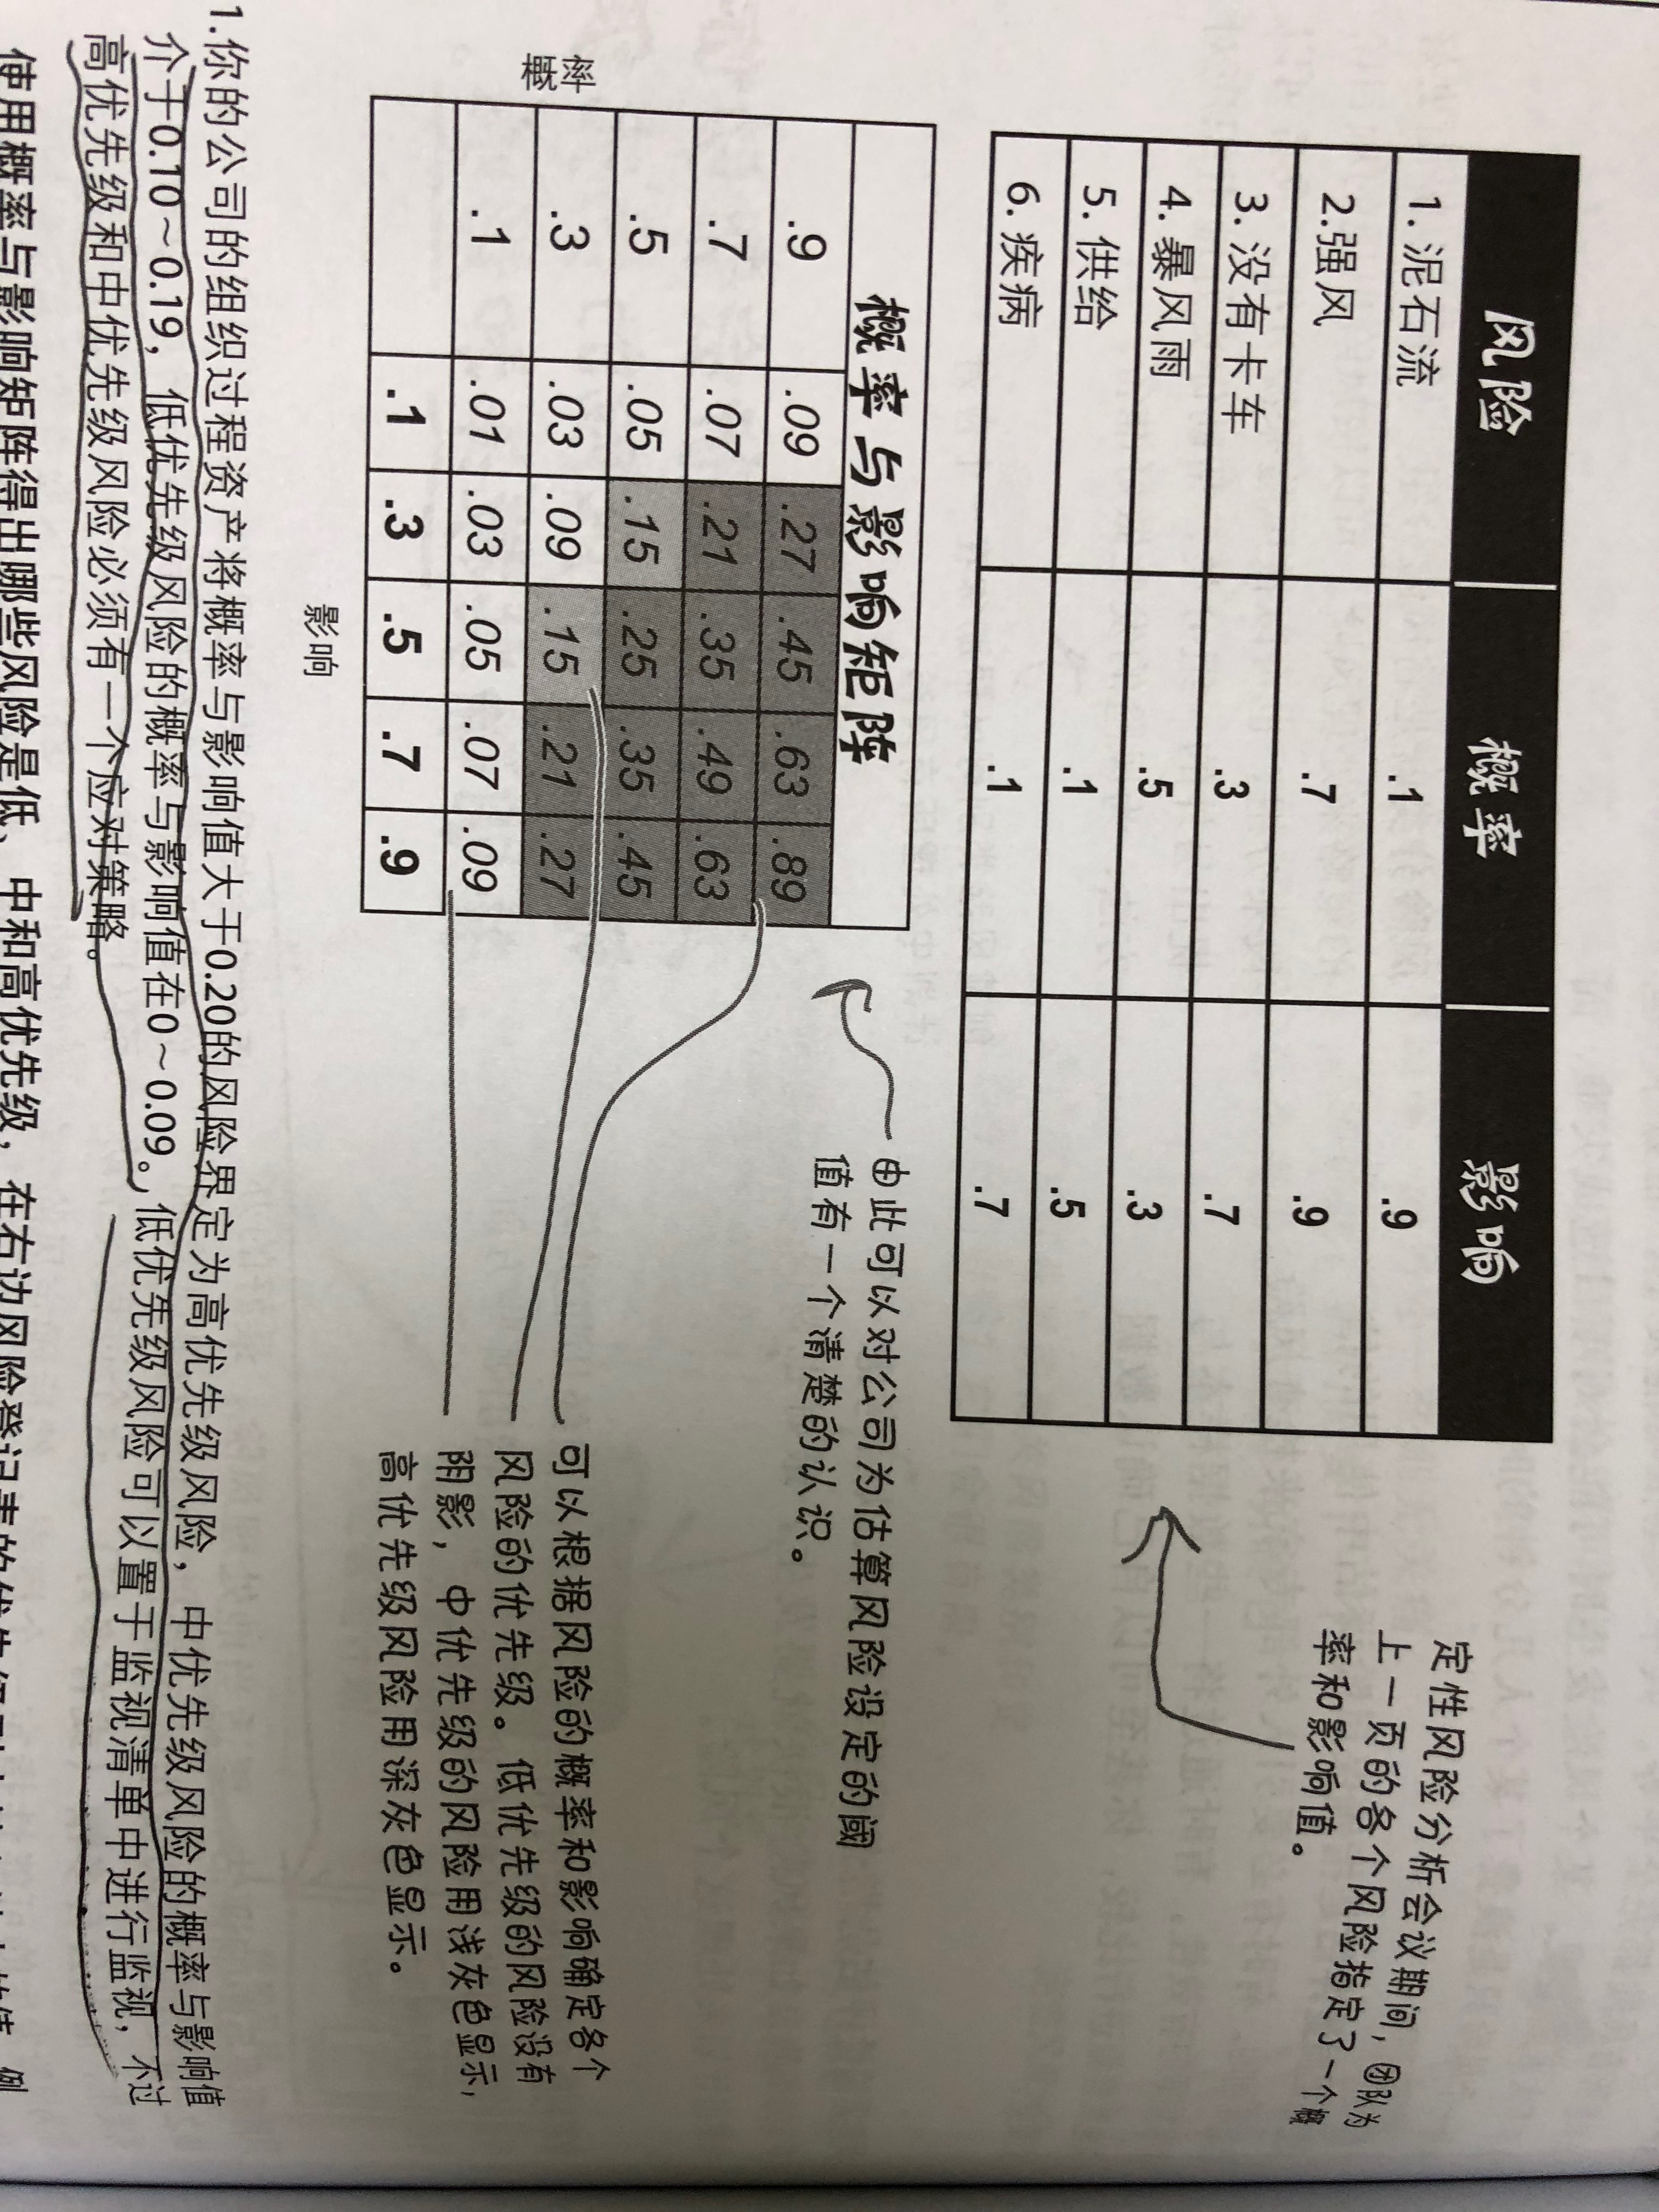 风险 概率 影响
1. 泥石流 .1 .9
2.强风 .7 .9
3. 没有卡车 .3 .7
4. 暴风雨 .5 .3
5. 供给 .1 .5
6. 疾病 .1 .7
定性风险分析会议期间，团队为
上一页的各个风险指定了一个概
率和影响值。
概率与影响矩阵
概率
.9 .09 .27 .45 .63 .89
.7 .07 .21 .35 .49 .63
.5 .05 .15 .25 .35 .45
.3 .03 .09 .15 .21 .27
.1 .01 .03 .05 .07 .09
.1 .3 .5 .7 .9
影响
由此可以对公司为估算风险设定的阈
值有一个清楚的认识。
可以根据风险的概率和影响确定各个
风险的优先级。低优先级的风险没有
阴影，中优先级的风险用浅灰色显示，
高优先级风险用深灰色显示。
1.你的公司的组织过程资产将概率与影响值大于0.20的风险界定为高优先级风险，中优先级风险的概率与影响值
介于0.10～0.19，低优先级风险的概率与影响值在0～0.09。低优先级风险可以置于监视清单中进行监视，不过
高优先级和中优先级风险必须有一个应对策略。
使用概率与影响矩阵得出哪些风险是低、中和高优先级，在右边风险登记表的优先级